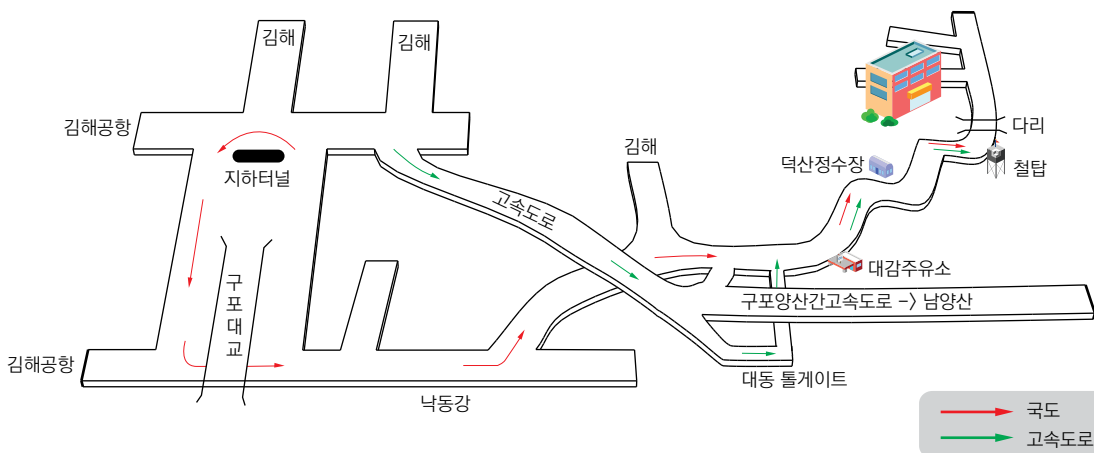 김해
김해
김해공항
지하터널
고속도로
김해
다리
덕산정수장
철탑
대감주유소
구포대교
구포양산간고속도로 -> 남양산
김해공항
대동 톨게이트
낙동강
국도
고속도로